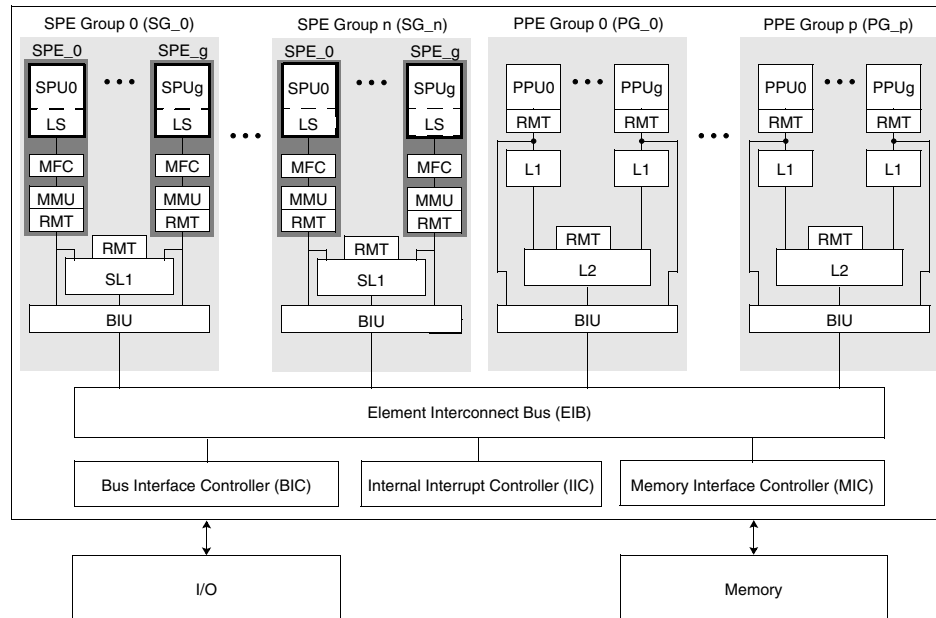 SPE Group 0 (SG_0) SPE Group n (SG_n) PPE Group 0 (PG_0) PPE Group p (PG_p)
SPE_0 SPE_g SPE_0 SPE_g
SPU0 SPUg SPU0 SPUg PPU0 PPUg PPU0 PPUg
LS LS LS LS RMT RMT RMT RMT
MFC MFC MFC MFC L1 L1 L1 L1
MMU MMU MMU MMU
RMT RMT RMT RMT
RMT RMT RMT RMT
SL1 SL1 L2 L2
BIU BIU BIU BIU
Element Interconnect Bus (EIB)
Bus Interface Controller (BIC) Internal Interrupt Controller (IIC) Memory Interface Controller (MIC)
I/O Memory